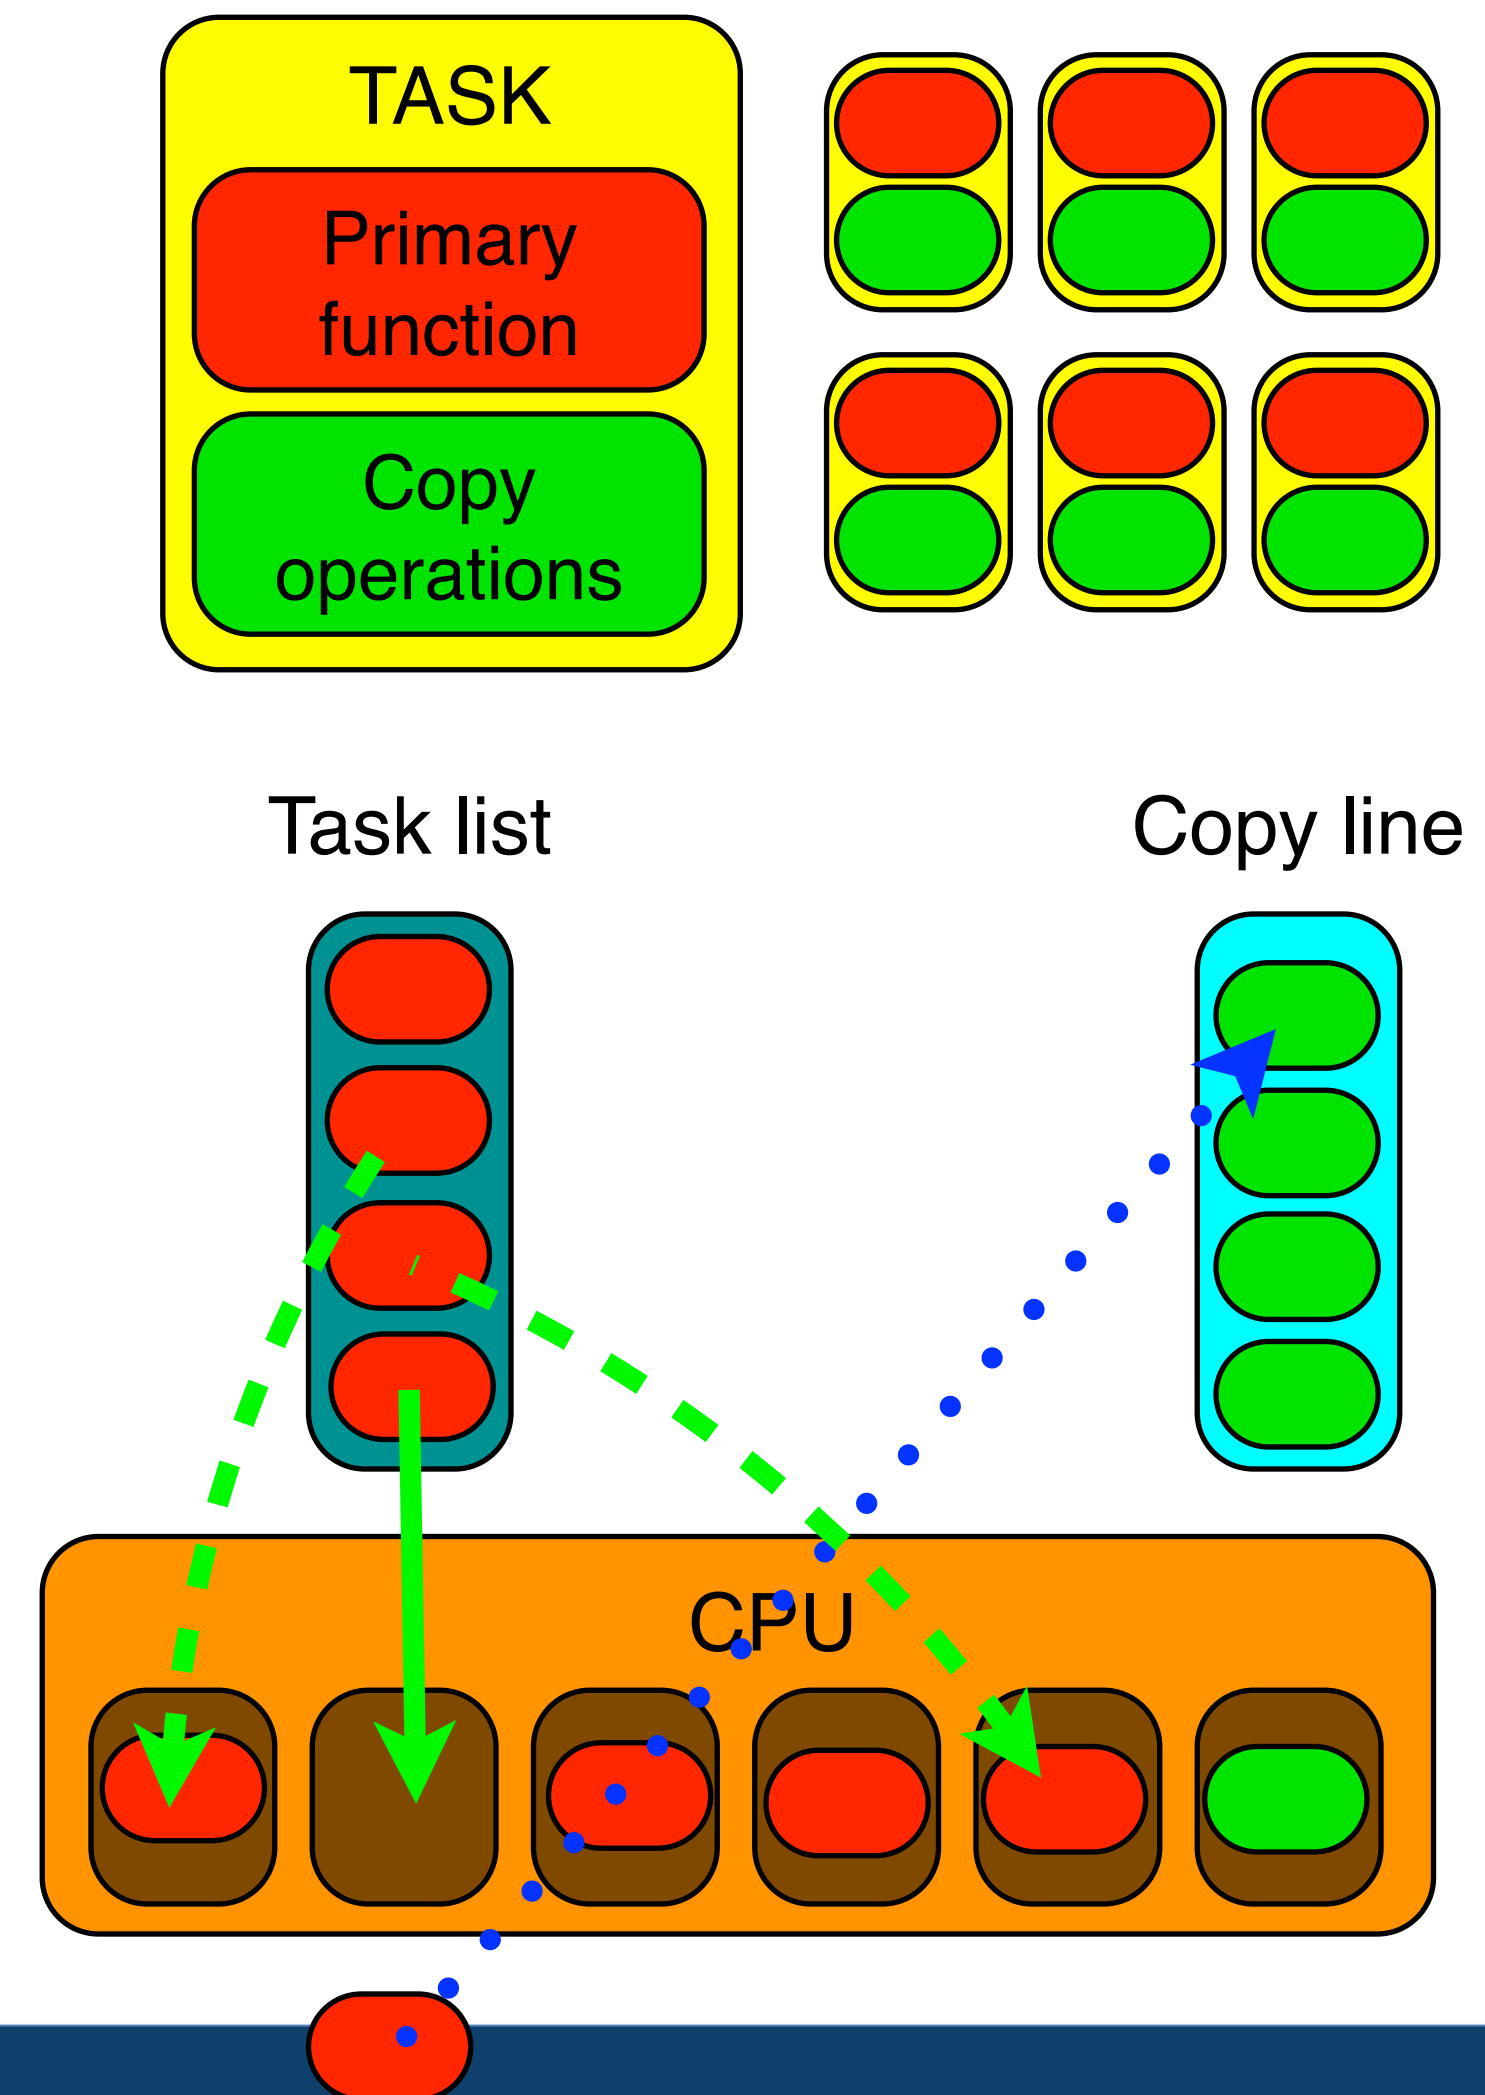 TASK
Primary
function
Copy
operations
Task list
Copy line
CPU